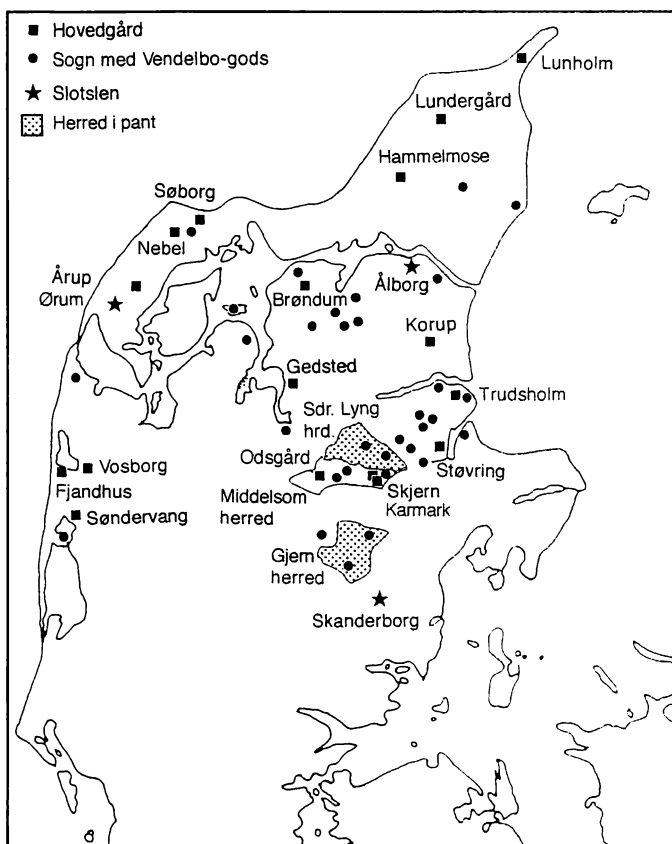 Hovedgård
Sogn med Vendelbo-gods
Slotslen
Herred i pant
Lunholm
Lundergård
Hammelmose
Søborg
Nebel
Årup
Ørum
Brøndum
Ålborg
Korup
Gedsted
Trudsholm
Sdr. Lyng
hrd.
Odsgård
Støvring
Vosborg
Fjandhus
Middelsom
herred
Skjern
Karmark
Søndervang
Gjern
herred
Skanderborg